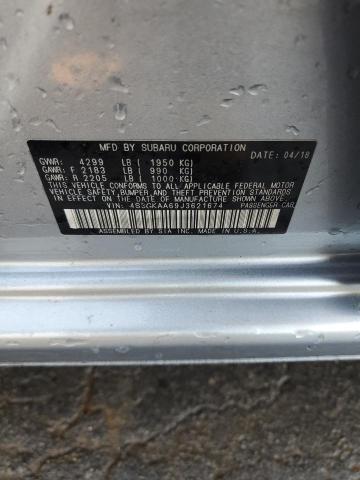 MFD BY SUBARU CORPORATION DATE: 04/18
GVWR: 4299 LB ( 1950 KG)
GAWR: F 2183 LB ( 990 KG)
GAWR: R 2205 LB ( 1000 KG)
THIS VEHICLE CONFORMS TO ALL APPLICABLE FEDERAL MOTOR
VEHICLE SAFETY, BUMPER, AND THEFT PREVENTION
STANDARDS IN EFFECT ON THE DATE OF MANUFACTURE SHOWN ABOVE.
VIN: 4S3GKAA69J3621674 PASSENGER CAR
ASSEMBLED BY SIA, INC. MADE IN U.S.A.